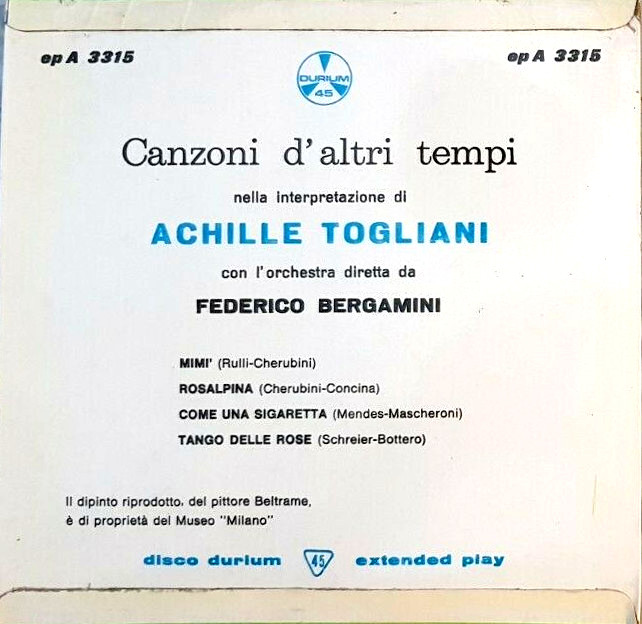 ep A 3315
ep A 3315
DURIUM
45
Canzoni d'altri tempi
nella interpretazione di
ACHILLE TOGLIANI
con l'orchestra diretta da
FEDERICO BERGAMINI
MIMI' (Rulli-Cherubini)
ROSALPINA (Cherubini-Concina)
COME UNA SIGARETTA (Mendes-Mascheroni)
TANGO DELLE ROSE (Schreier-Bottero)
Il dipinto riprodotto, del pittore Beltrame,
è di proprietà del Museo "Milano"
disco durium 45 extended play